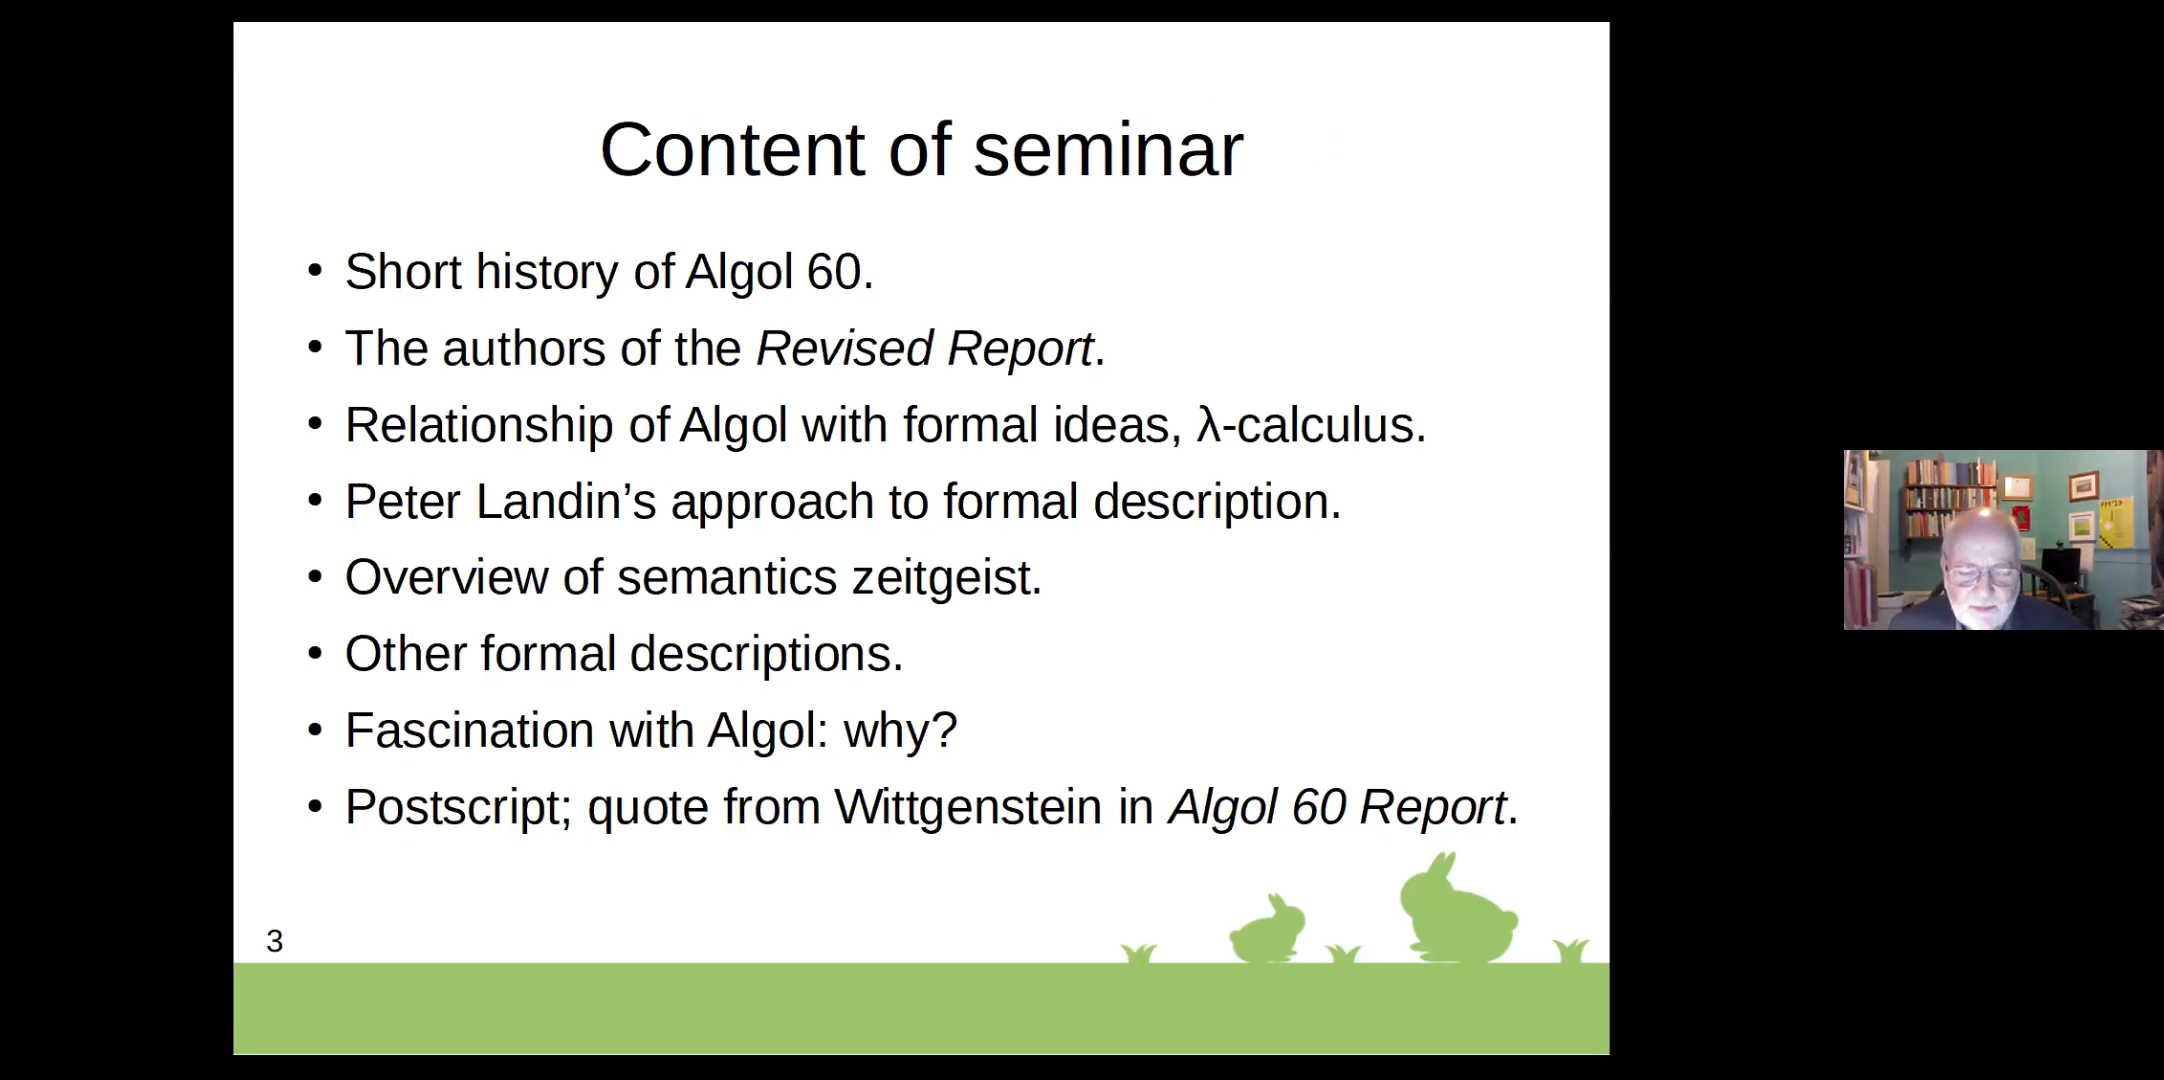 Content of seminar
• Short history of Algol 60.
• The authors of the Revised Report.
• Relationship of Algol with formal ideas, λ-calculus.
• Peter Landin’s approach to formal description.
• Overview of semantics zeitgeist.
• Other formal descriptions.
• Fascination with Algol: why?
• Postscript; quote from Wittgenstein in Algol 60 Report.
3